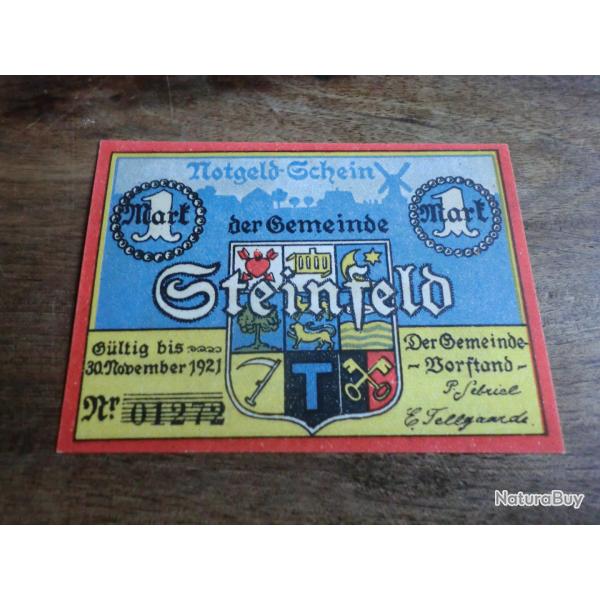 Notgeld-Schein
1 Mark
1 Mark
der Gemeinde
Steinfeld
Gültig bis
30. November 1921
Nr 01272
Der Gemeinde-
- Vorstand -
T
E. Tellgaarde.
NaturaBuy